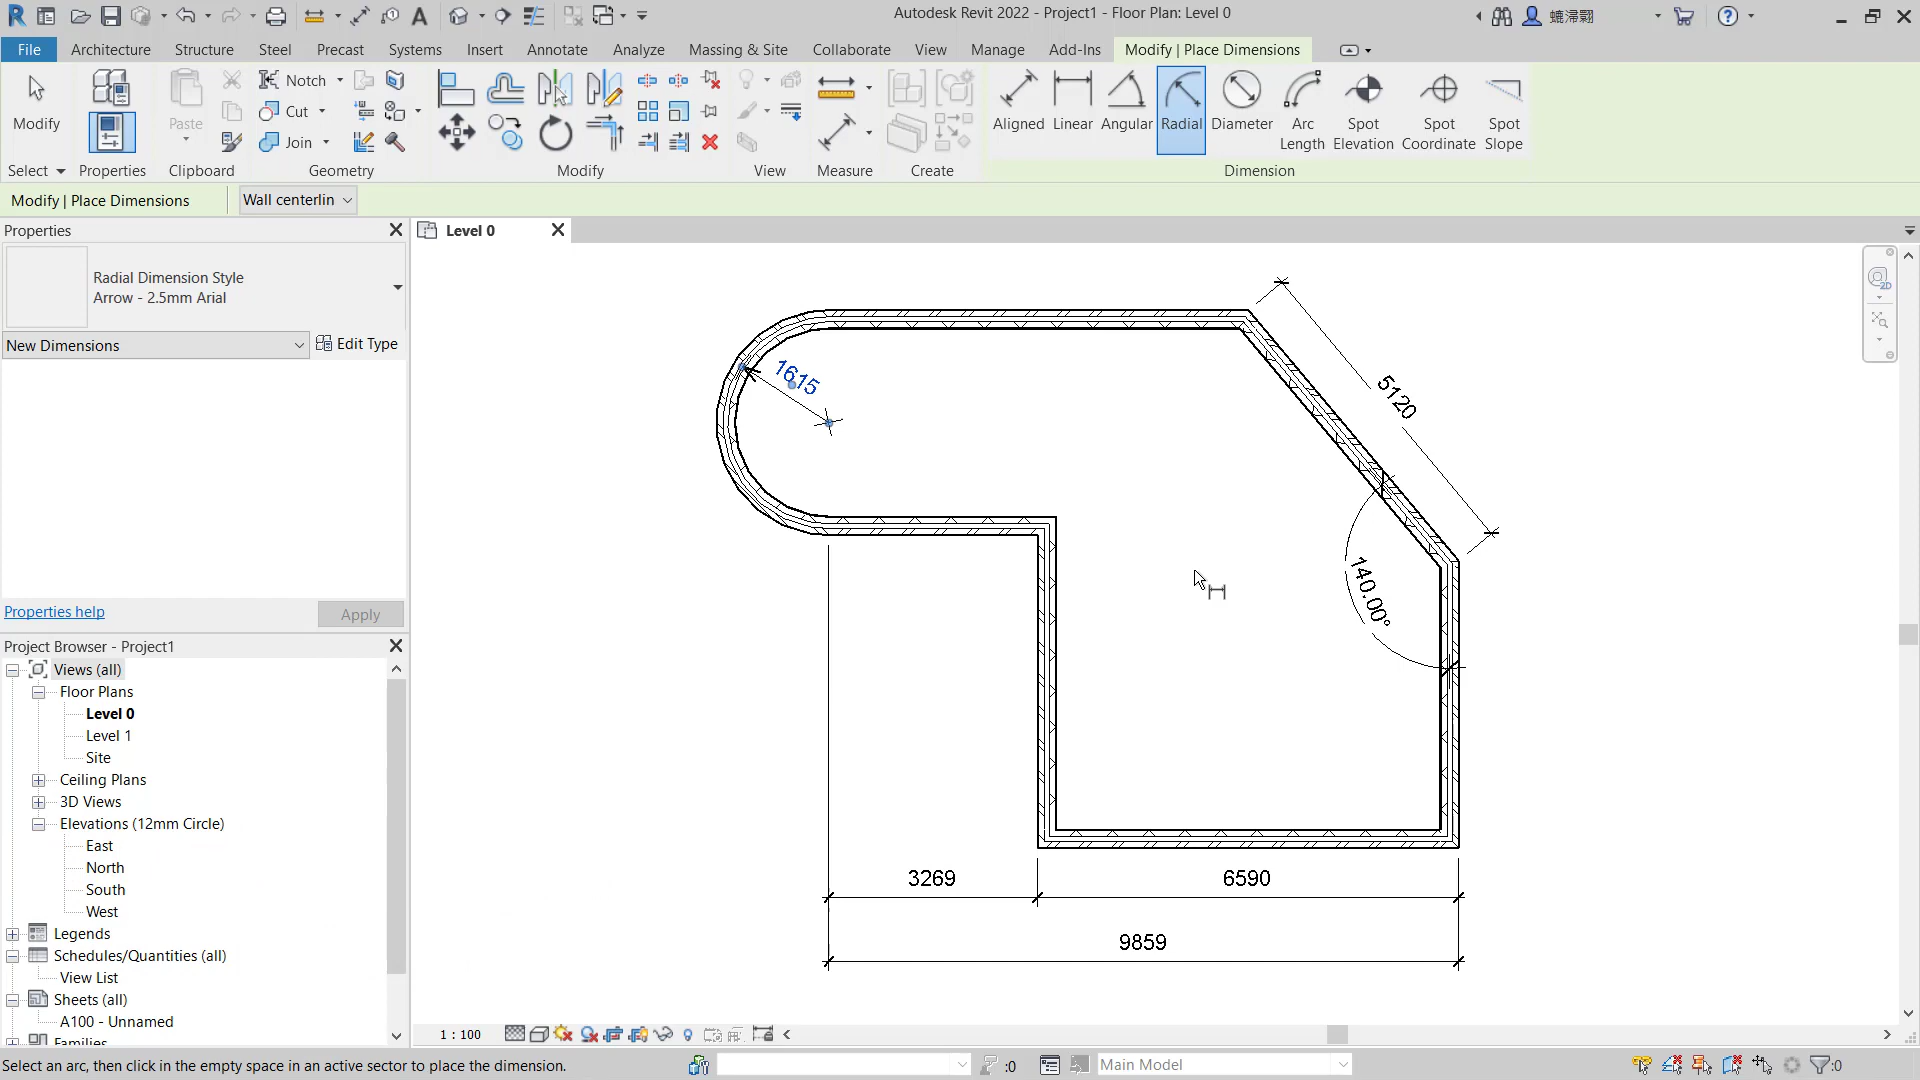 Autodesk Revit 2022 - Project1 - Floor Plan: Level 0
File
Architecture
Structure
Steel
Precast
Systems
Insert
Annotate
Analyze
Massing & Site
Collaborate
View
Manage
Add-Ins
Modify | Place Dimensions
Modify
Paste
Notch
Cut
Join
Aligned
Linear
Angular
Radial
Diameter
Arc
Length
Spot
Elevation
Spot
Coordinate
Spot
Slope
Select
Properties
Clipboard
Geometry
Modify
View
Measure
Create
Dimension
Modify | Place Dimensions
Wall centerlin
Properties
Radial Dimension Style
Arrow - 2.5mm Arial
New Dimensions
Edit Type
Properties help
Apply
Project Browser - Project1
Views (all)
Floor Plans
Level 0
Level 1
Site
Ceiling Plans
3D Views
Elevations (12mm Circle)
East
North
South
West
Legends
Schedules/Quantities (all)
View List
Sheets (all)
A100 - Unnamed
Families
Level 0
1615
5120
140.00°
3269
6590
9859
1 : 100
Select an arc, then click in the empty space in an active sector to place the dimension.
:0
Main Model
:0